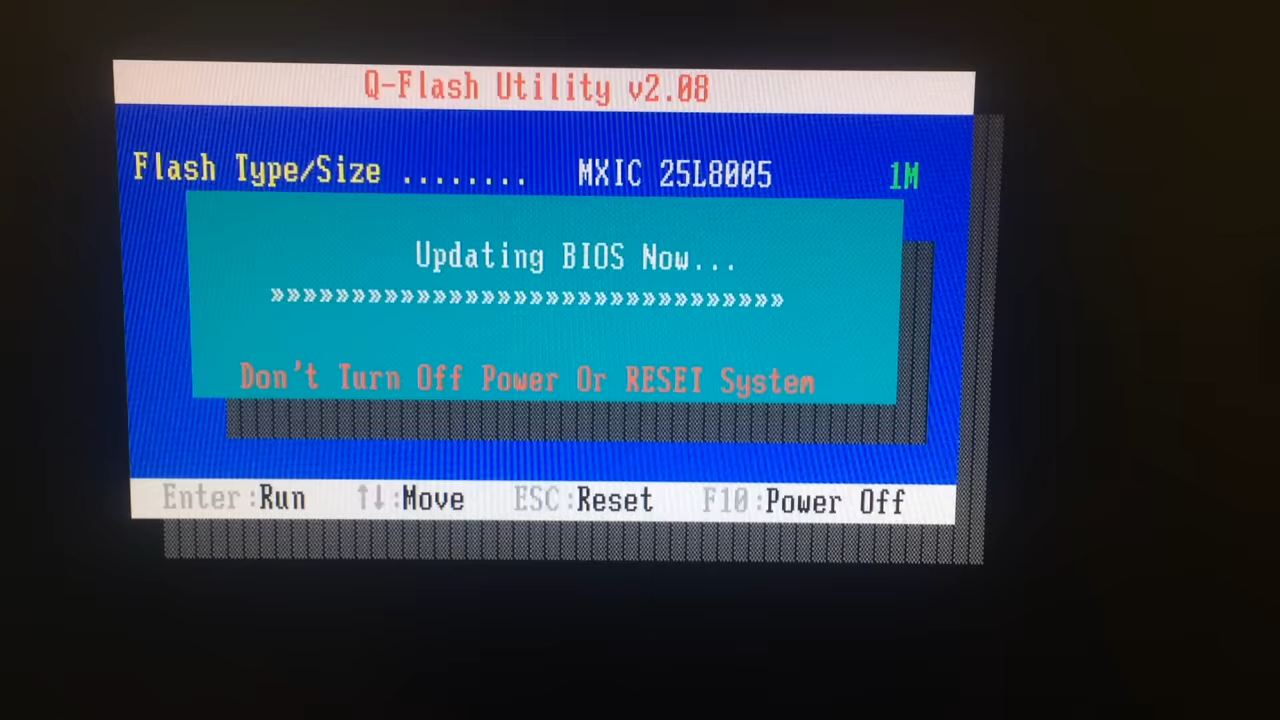 Q-Flash Utility v2.08
Flash Type/Size ........ MXIC 25L8005 1M
Updating BIOS Now...
»»»»»»»»»»»»»»»»»»»»»»»»»»»»»»»»
Don't Turn Off Power Or RESET System
Enter:Run ↑↓:Move ESC:Reset F10:Power Off